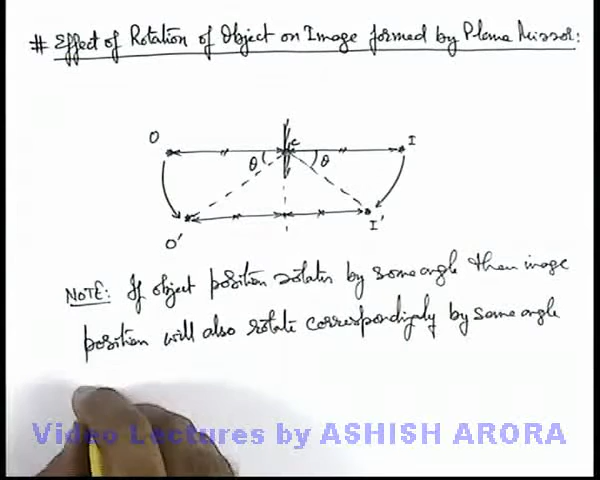 # Effect of Rotation of Object on Image formed by Plane Mirror:
O C I
θ θ
O' I'
NOTE: If object position rotates by some angle then image
position will also rotate correspondingly by same angle
Video Lectures by ASHISH ARORA